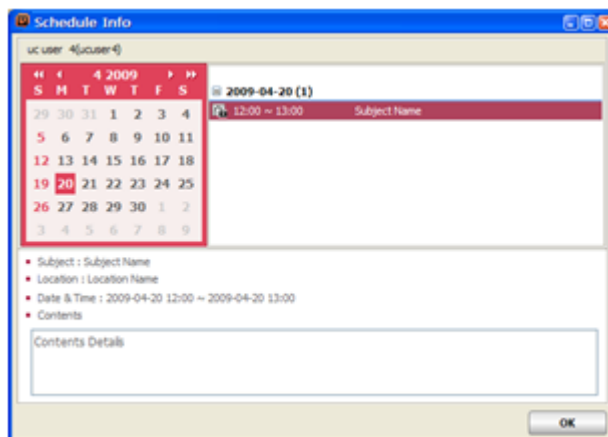 Schedule Info
uc user 4(ucuser4)
4 2009
S M T W T F S
29 30 31 1 2 3 4
5 6 7 8 9 10 11
12 13 14 15 16 17 18
19 20 21 22 23 24 25
26 27 28 29 30 1 2
3 4 5 6 7 8 9
2009-04-20 (1)
12:00 ~ 13:00 Subject Name
Subject : Subject Name
Location : Location Name
Date & Time : 2009-04-20 12:00 ~ 2009-04-20 13:00
Contents
Contents Details
OK